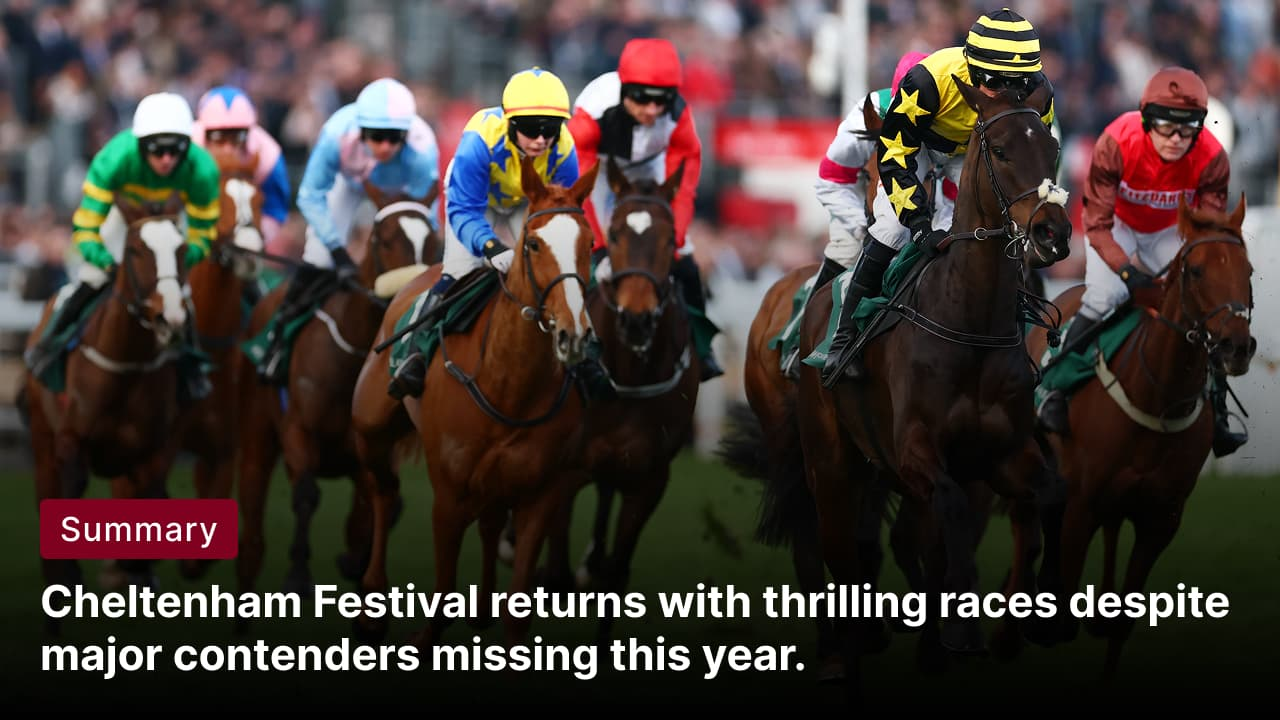 Summary
Cheltenham Festival returns with thrilling races despite
major contenders missing this year.